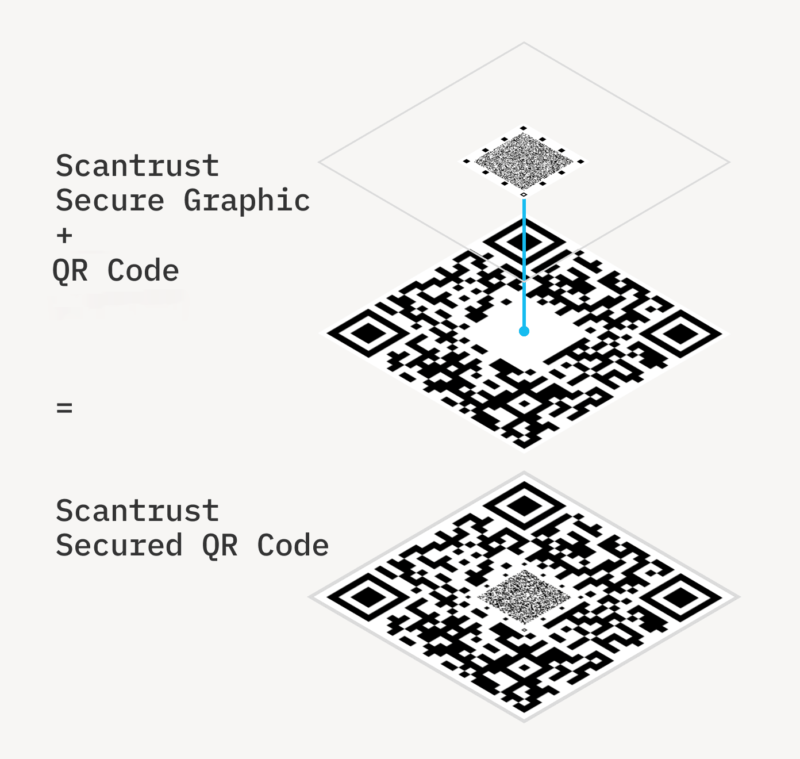 Scantrust
Secure Graphic
+
QR Code
=
Scantrust
Secured QR Code